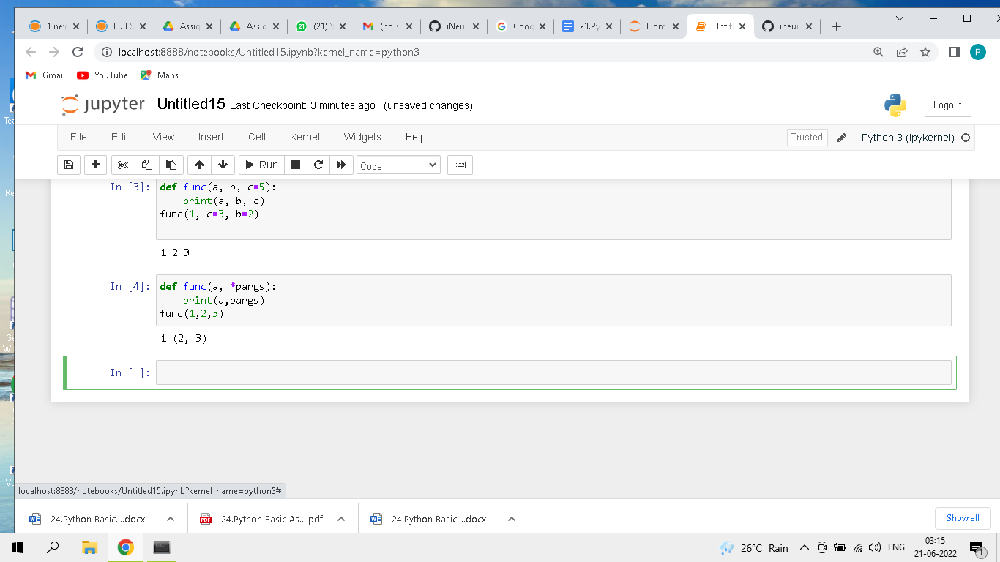 1 new
Full S
Assig
Assig
(21) \
(no s
iNeur
Goog
23.Py
Hom
Untit
ineur
localhost:8888/notebooks/Untitled15.ipynb?kernel_name=python3
P
Gmail
YouTube
Maps
jupyter Untitled15 Last Checkpoint: 3 minutes ago (unsaved changes)
Logout
File Edit View Insert Cell Kernel Widgets Help
Trusted
Python 3 (ipykernel)
Run
Code
In [3]: def func(a, b, c=5):
print(a, b, c)
func(1, c=3, b=2)
1 2 3
In [4]: def func(a, *pargs):
print(a,pargs)
func(1,2,3)
1 (2, 3)
In [ ]:
localhost:8888/notebooks/Untitled15.ipynb?kernel_name=python3#
24.Python Basic....docx
24.Python Basic As....pdf
24.Python Basic....docx
Show all
26°C Rain
ENG
03:15
21-06-2022
1